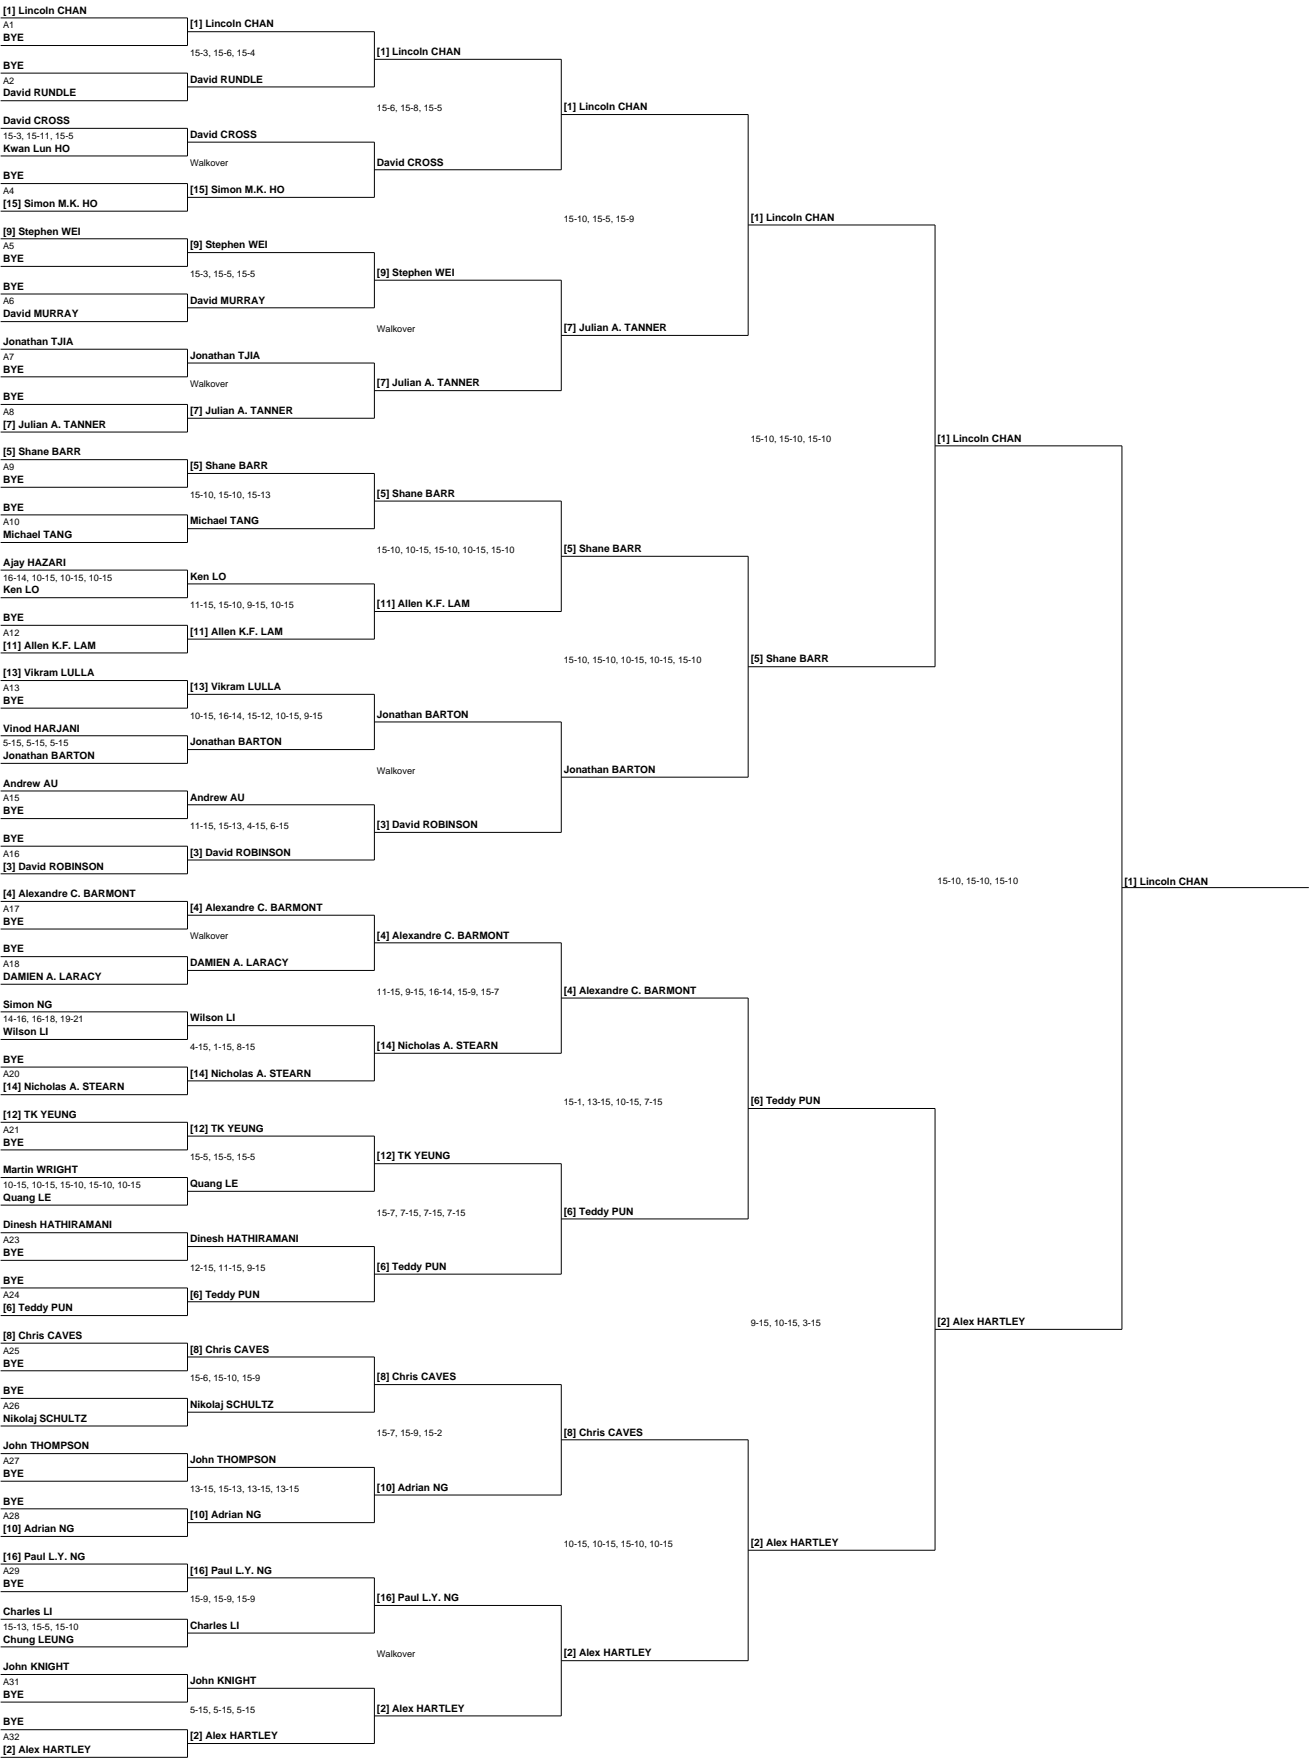 [1] Lincoln CHAN
A1
BYE
BYE
A2
David RUNDLE
David CROSS
15-3, 15-11, 15-5
Kwan Lun HO
BYE
A4
[15] Simon M.K. HO
[9] Stephen WEI
A5
BYE
BYE
A6
David MURRAY
Jonathan TJIA
A7
BYE
BYE
A8
[7] Julian A. TANNER
[5] Shane BARR
A9
BYE
BYE
A10
Michael TANG
Ajay HAZARI
16-14, 10-15, 10-15, 10-15
Ken LO
BYE
A12
[11] Allen K.F. LAM
[13] Vikram LULLA
A13
BYE
Vinod HARJANI
5-15, 5-15, 5-15
Jonathan BARTON
Andrew AU
A15
BYE
BYE
A16
[3] David ROBINSON
[4] Alexandre C. BARMONT
A17
BYE
BYE
A18
DAMIEN A. LARACY
Simon NG
14-16, 16-18, 19-21
Wilson LI
BYE
A20
[14] Nicholas A. STEARN
[12] TK YEUNG
A21
BYE
Martin WRIGHT
10-15, 10-15, 15-10, 15-10, 10-15
Quang LE
Dinesh HATHIRAMANI
A23
BYE
BYE
A24
[6] Teddy PUN
[8] Chris CAVES
A25
BYE
BYE
A26
Nikolaj SCHULTZ
John THOMPSON
A27
BYE
BYE
A28
[10] Adrian NG
[16] Paul L.Y. NG
A29
BYE
Charles LI
15-13, 15-5, 15-10
Chung LEUNG
John KNIGHT
A31
BYE
BYE
A32
[2] Alex HARTLEY
[1] Lincoln CHAN
15-3, 15-6, 15-4
David RUNDLE
David CROSS
Walkover
[15] Simon M.K. HO
[9] Stephen WEI
15-3, 15-5, 15-5
David MURRAY
Jonathan TJIA
Walkover
[7] Julian A. TANNER
[5] Shane BARR
15-10, 15-10, 15-13
Michael TANG
Ken LO
11-15, 15-10, 9-15, 10-15
[11] Allen K.F. LAM
[13] Vikram LULLA
10-15, 16-14, 15-12, 10-15, 9-15
Jonathan BARTON
Andrew AU
11-15, 15-13, 4-15, 6-15
[3] David ROBINSON
[4] Alexandre C. BARMONT
Walkover
DAMIEN A. LARACY
Wilson LI
4-15, 1-15, 8-15
[14] Nicholas A. STEARN
[12] TK YEUNG
15-5, 15-5, 15-5
Quang LE
Dinesh HATHIRAMANI
12-15, 11-15, 9-15
[6] Teddy PUN
[8] Chris CAVES
15-6, 15-10, 15-9
Nikolaj SCHULTZ
John THOMPSON
13-15, 15-13, 13-15, 13-15
[10] Adrian NG
[16] Paul L.Y. NG
15-9, 15-9, 15-9
Charles LI
John KNIGHT
5-15, 5-15, 5-15
[2] Alex HARTLEY
[1] Lincoln CHAN
15-6, 15-8, 15-5
David CROSS
[9] Stephen WEI
Walkover
[7] Julian A. TANNER
[5] Shane BARR
15-10, 10-15, 15-10, 10-15, 15-10
[11] Allen K.F. LAM
Jonathan BARTON
Walkover
[3] David ROBINSON
[4] Alexandre C. BARMONT
11-15, 9-15, 16-14, 15-9, 15-7
[14] Nicholas A. STEARN
[12] TK YEUNG
15-7, 7-15, 7-15, 7-15
[6] Teddy PUN
[8] Chris CAVES
15-7, 15-9, 15-2
[10] Adrian NG
[16] Paul L.Y. NG
Walkover
[2] Alex HARTLEY
[1] Lincoln CHAN
15-10, 15-5, 15-9
[7] Julian A. TANNER
[5] Shane BARR
15-10, 15-10, 10-15, 10-15, 15-10
Jonathan BARTON
[4] Alexandre C. BARMONT
15-1, 13-15, 10-15, 7-15
[6] Teddy PUN
[8] Chris CAVES
10-15, 10-15, 15-10, 10-15
[2] Alex HARTLEY
[1] Lincoln CHAN
15-10, 15-10, 15-10
[5] Shane BARR
[6] Teddy PUN
9-15, 10-15, 3-15
[2] Alex HARTLEY
[1] Lincoln CHAN
15-10, 15-10, 15-10
[2] Alex HARTLEY
[1] Lincoln CHAN